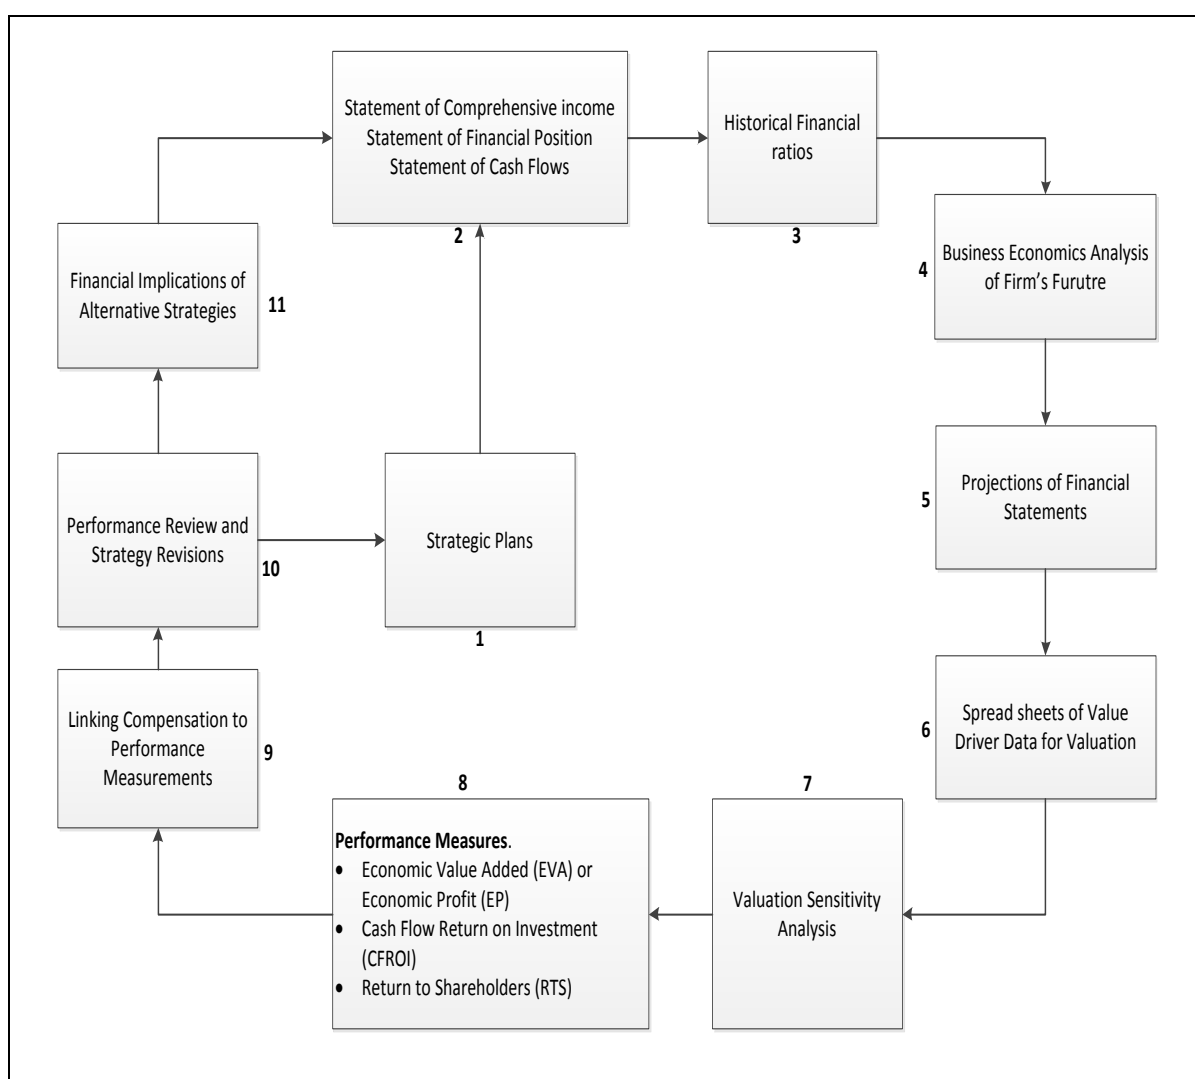 Statement of Comprehensive income
Statement of Financial Position
Statement of Cash Flows
2
Historical Financial
ratios
3
4
Business Economics Analysis
of Firm's Furutre
Financial Implications of
Alternative Strategies
11
5
Projections of Financial
Statements
Performance Review and
Strategy Revisions
10
Strategic Plans
1
6
Spread sheets of Value
Driver Data for Valuation
Linking Compensation to
Performance
Measurements
9
8
Performance Measures.
• Economic Value Added (EVA) or
Economic Profit (EP)
• Cash Flow Return on Investment
(CFROI)
• Return to Shareholders (RTS)
7
Valuation Sensitivity
Analysis